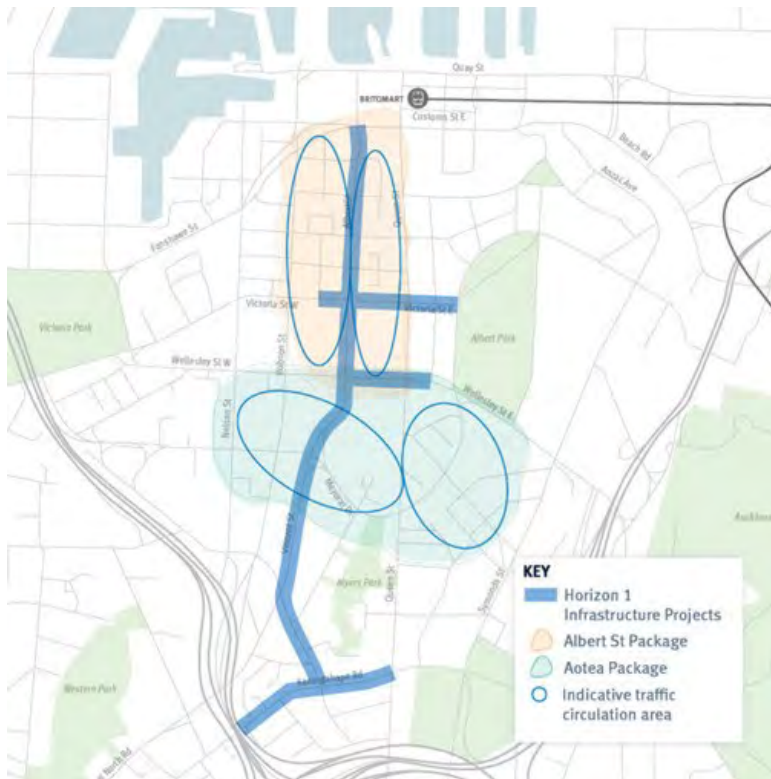 Quay St
BRITOMART
Customs St E
Beach Rd
Anzac Ave
Fanshawe St
Victoria St W
Victoria St E
Victoria Park
Albert Park
Hobson St
Wellesley St W
Wellesley St E
Nelson St
Mayoral Dr
Vincent St
Myers Park
Queen St
Symonds St
Karangahape Rd
Western Park
KEY
Horizon 1
Infrastructure Projects
Albert St Package
Aotea Package
Indicative traffic
circulation area